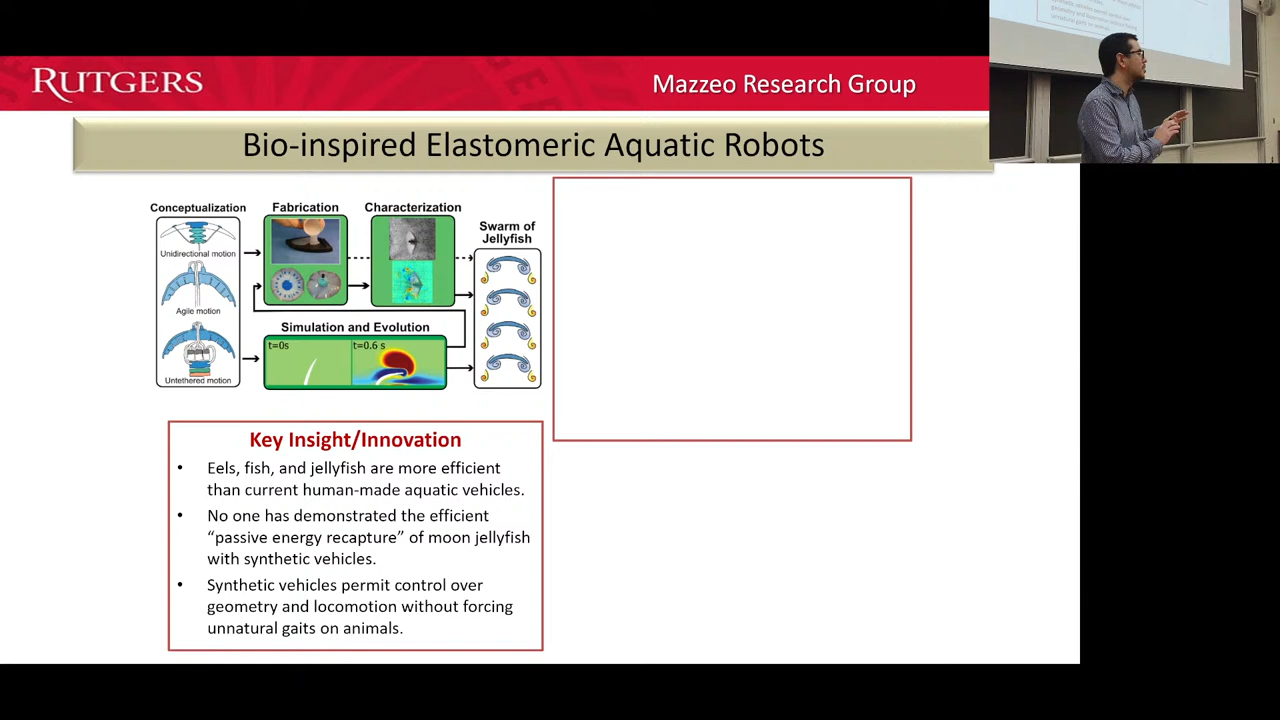 RUTGERS
Mazzeo Research Group
Bio-inspired Elastomeric Aquatic Robots
Conceptualization
Unidirectional motion
Agile motion
Untethered motion
Fabrication
Characterization
Simulation and Evolution
t=0s
t=0.6 s
Swarm of
Jellyfish
Key Insight/Innovation
• Eels, fish, and jellyfish are more efficient
than current human-made aquatic vehicles.
• No one has demonstrated the efficient
“passive energy recapture” of moon jellyfish
with synthetic vehicles.
• Synthetic vehicles permit control over
geometry and locomotion without forcing
unnatural gaits on animals.